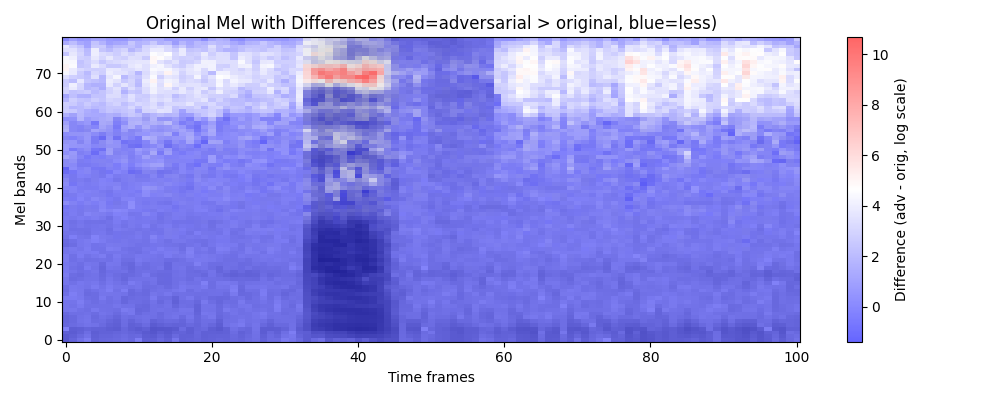 Original Mel with Differences (red=adversarial > original, blue=less)
Mel bands
70
60
50
40
30
20
10
0
0 20 40 60 80 100
Time frames
10
8
6
4
2
0
Difference (adv - orig, log scale)